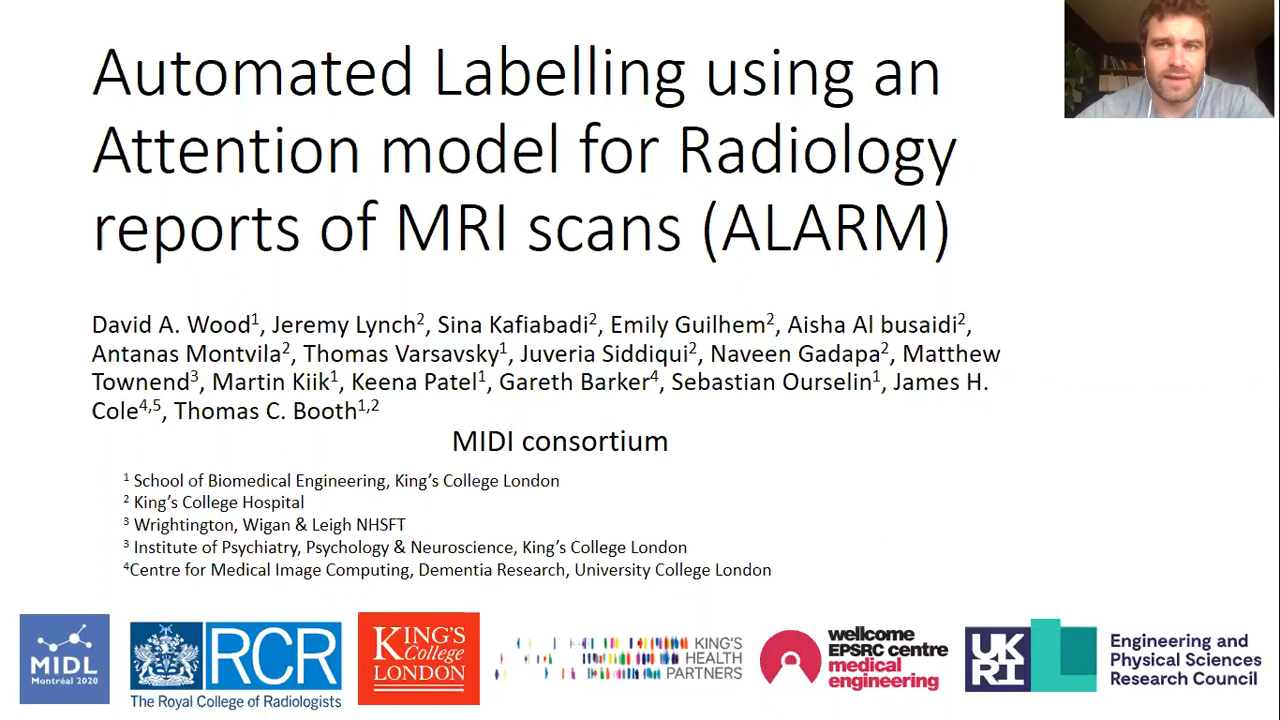 Automated Labelling using an
Attention model for Radiology
reports of MRI scans (ALARM)
David A. Wood1, Jeremy Lynch2, Sina Kafiabadi2, Emily Guilhem2, Aisha Al busaidi2,
Antanas Montvila2, Thomas Varsavsky1, Juveria Siddiqui2, Naveen Gadapa2, Matthew
Townend3, Martin Kiik1, Keena Patel1, Gareth Barker4, Sebastian Ourselin1, James H.
Cole4,5, Thomas C. Booth1,2
MIDI consortium
1 School of Biomedical Engineering, King’s College London
2 King’s College Hospital
3 Wrightington, Wigan & Leigh NHSFT
3 Institute of Psychiatry, Psychology & Neuroscience, King’s College London
4Centre for Medical Image Computing, Dementia Research, University College London
MIDL
Montréal 2020
RCR
The Royal College of Radiologists
KING'S
College
LONDON
KING'S
HEALTH
PARTNERS
wellcome
EPSRC centre
medical
engineering
UK
RI
Engineering and
Physical Sciences
Research Council